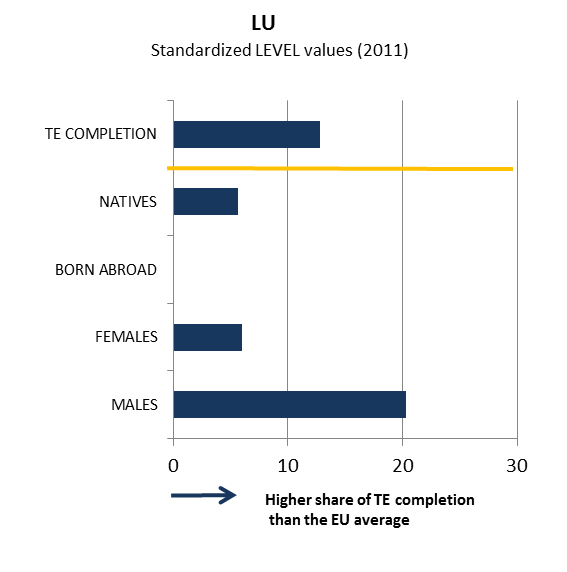 LU
Standardized LEVEL values (2011)
TE COMPLETION
NATIVES
BORN ABROAD
FEMALES
MALES
0 10 20 30
Higher share of TE completion
than the EU average